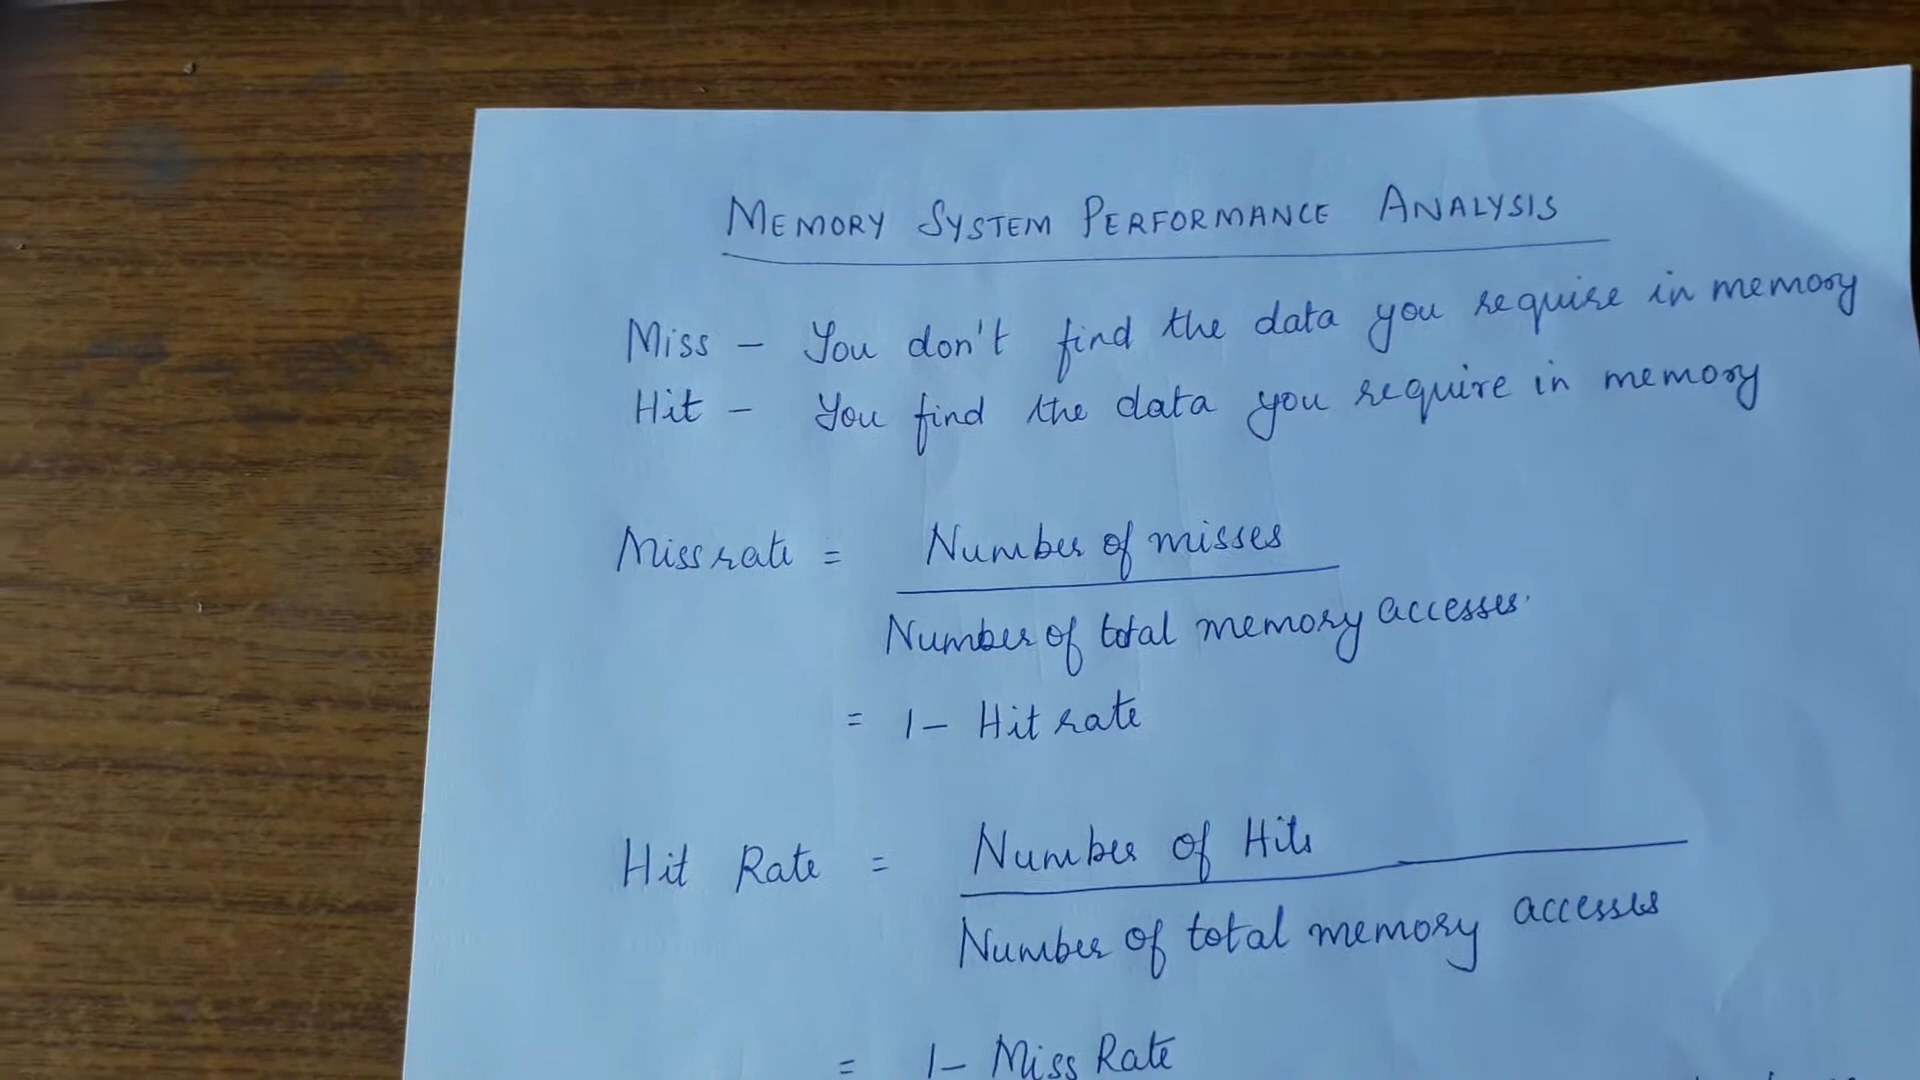 MEMORY SYSTEM PERFORMANCE ANALYSIS
Miss - You don't find the data you require in memory
Hit - You find the data you require in memory
Miss rate = Number of misses
Number of total memory accesses.
= 1 - Hit rate
Hit Rate = Number of Hits
Number of total memory accesses
= 1 - Miss Rate